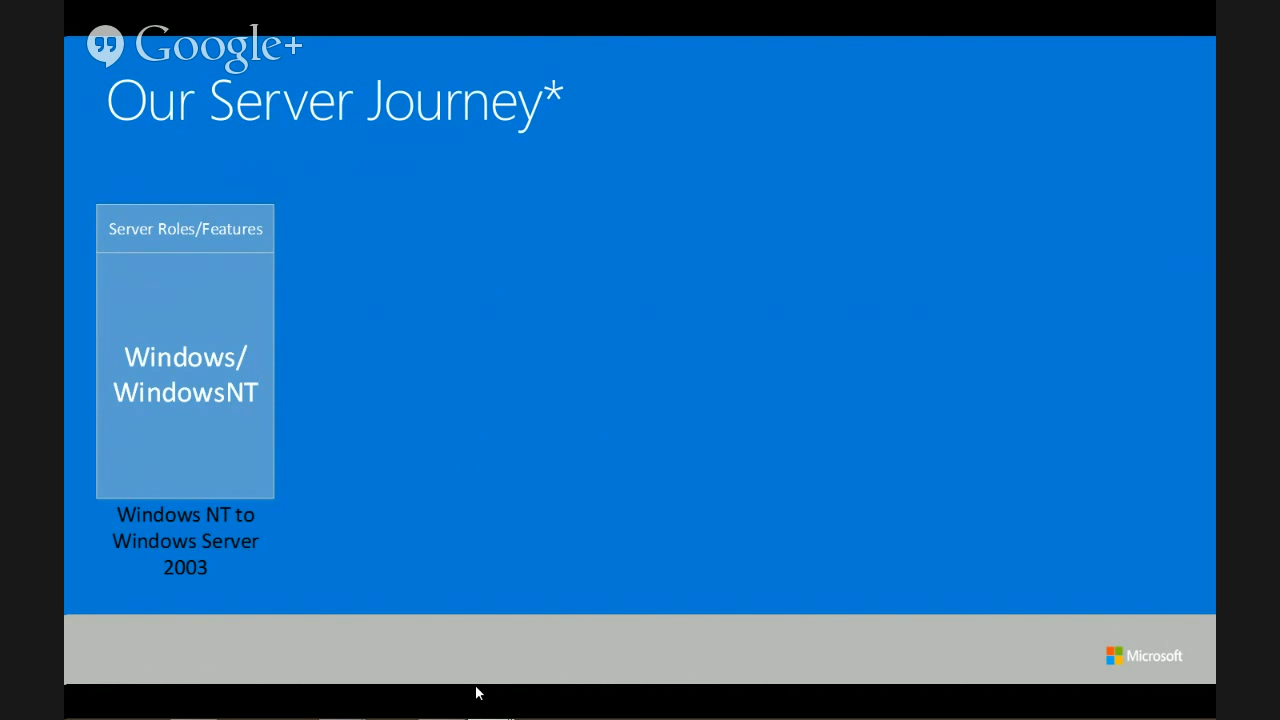 Google+
Our Server Journey*
Server Roles/Features
Windows/
WindowsNT
Windows NT to
Windows Server
2003
Microsoft